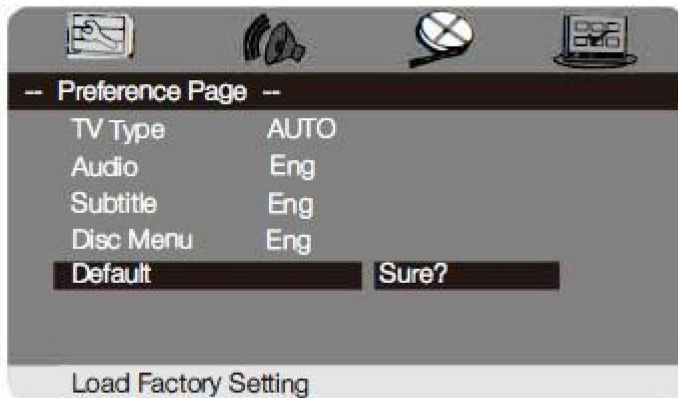 -- Preference Page --
TV Type AUTO
Audio Eng
Subtitle Eng
Disc Menu Eng
Default Sure?
Load Factory Setting